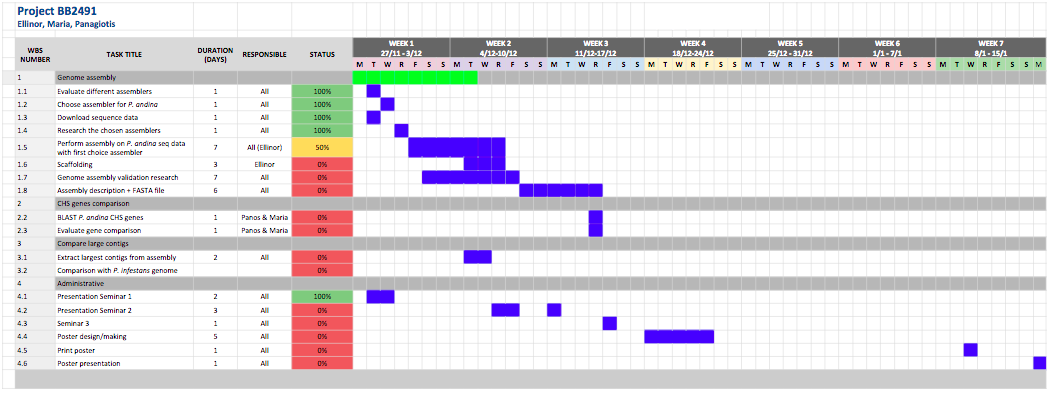 Project BB2491
Ellinor, Maria, Panagiotis
WBS NUMBER TASK TITLE DURATION (DAYS) RESPONSIBLE STATUS
WEEK 1 WEEK 2 WEEK 3 WEEK 4 WEEK 5 WEEK 6 WEEK 7
27/11 - 3/12 4/12-10/12 11/12-17/12 18/12-24/12 25/12 - 31/12 1/1 - 7/1 8/1 - 15/1
M T W R F S S M T W R F S S M T W R F S S M T W R F S S M T W R F S S M T W R F S S M T W R F S S M
1 Genome assembly
1.1 Evaluate different assemblers 1 All 100%
1.2 Choose assembler for P. andina 1 All 100%
1.3 Download sequence data 1 All 100%
1.4 Research the chosen assemblers 1 All 100%
1.5 Perform assembly on P. andina seq data with first choice assembler 7 All (Ellinor) 50%
1.6 Scaffolding 3 Ellinor 0%
1.7 Genome assembly validation research 7 All 0%
1.8 Assembly description + FASTA file 6 All 0%
2 CHS genes comparison
2.2 BLAST P. andina CHS genes 1 Panos & Maria 0%
2.3 Evaluate gene comparison 1 Panos & Maria 0%
3 Compare large contigs
3.1 Extract largest contigs from assembly 2 All 0%
3.2 Comparison with P. infestans genome 0%
4 Administrative
4.1 Presentation Seminar 1 2 All 100%
4.2 Presentation Seminar 2 3 All 0%
4.3 Seminar 3 1 All 0%
4.4 Poster design/making 5 All 0%
4.5 Print poster 1 All 0%
4.6 Poster presentation 1 All 0%